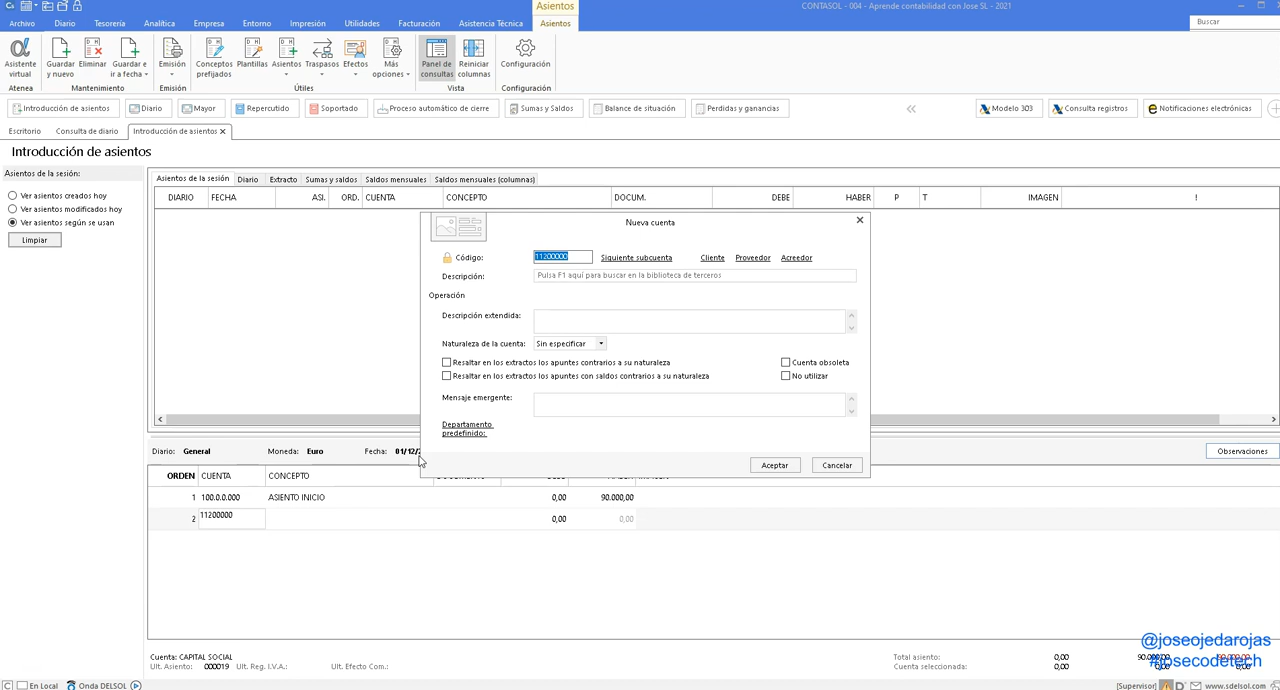 CONTASOL - 004 - Aprende contabilidad con Jose SL - 2021
Asientos
Archivo Diario Tesorería Analítica Empresa Entorno Impresión Utilidades Facturación Asistencia Técnica Asientos
Buscar
Asistente virtual
Guardar y nuevo
Eliminar
Guardar e ir a fecha
Emisión
Conceptos prefijados
Plantillas
Asientos
Traspasos
Efectos
Más opciones
Panel de consultas
Reiniciar columnas
Configuración
Atenea Mantenimiento Emisión Útiles Vista Configuración
Introducción de asientos Diario Mayor Repercutido Soportado Proceso automático de cierre Sumas y Saldos Balance de situación Perdidas y ganancias Modelo 303 Consulta registros Notificaciones electrónicas
Escritorio Consulta de diario Introducción de asientos
Introducción de asientos
Asientos de la sesión:
Ver asientos creados hoy
Ver asientos modificados hoy
Ver asientos según se usan
Limpiar
Asientos de la sesión Diario Extracto Sumas y saldos Saldos mensuales Saldos mensuales (columnas)
DIARIO FECHA ASI. ORD. CUENTA CONCEPTO DOCUM. DEBE HABER P T IMAGEN !
Nueva cuenta
Código: 11200000 Siguiente subcuenta Cliente Proveedor Acreedor
Descripción: Pulsa F1 aquí para buscar en la biblioteca de terceros
Operación
Descripción extendida:
Naturaleza de la cuenta: Sin especificar
Resaltar en los extractos los apuntes contrarios a su naturaleza Cuenta obsoleta
Resaltar en los extractos los apuntes con saldos contrarios a su naturaleza No utilizar
Mensaje emergente:
Departamento
predefinido:
Aceptar Cancelar
Diario: General Moneda: Euro Fecha: 01/12/2 Observaciones
ORDEN CUENTA CONCEPTO
1 100.0.0.000 ASIENTO INICIO 0,00 90.000,00
2 11200000 0,00 0,00
Cuenta: CAPITAL SOCIAL
Ult. Asiento: 000019 Ult. Reg. I.V.A.: Ult. Efecto Com.:
Total asiento: 0,00
Cuenta seleccionada: 0,00
@joseojedarojas
#josecodetech
En Local Onda DELSOL [Supervisor] www.sdelsol.com